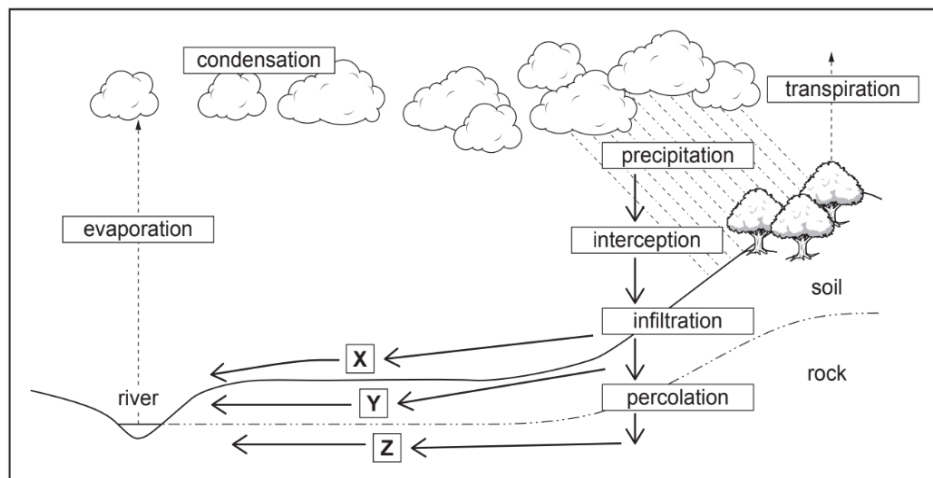 condensation
transpiration
precipitation
evaporation
interception
soil
infiltration
X
rock
river
Y
percolation
Z